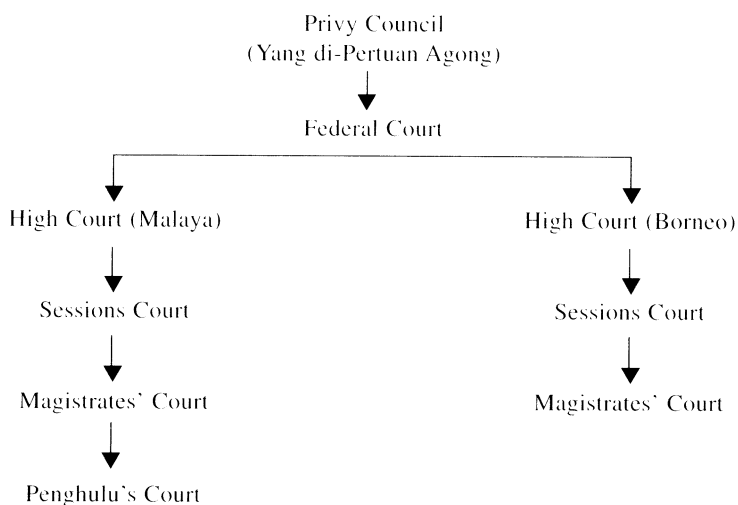 Privy Council
(Yang di-Pertuan Agong)
Federal Court
High Court (Malaya)
High Court (Borneo)
Sessions Court
Sessions Court
Magistrates' Court
Magistrates' Court
Penghulu's Court